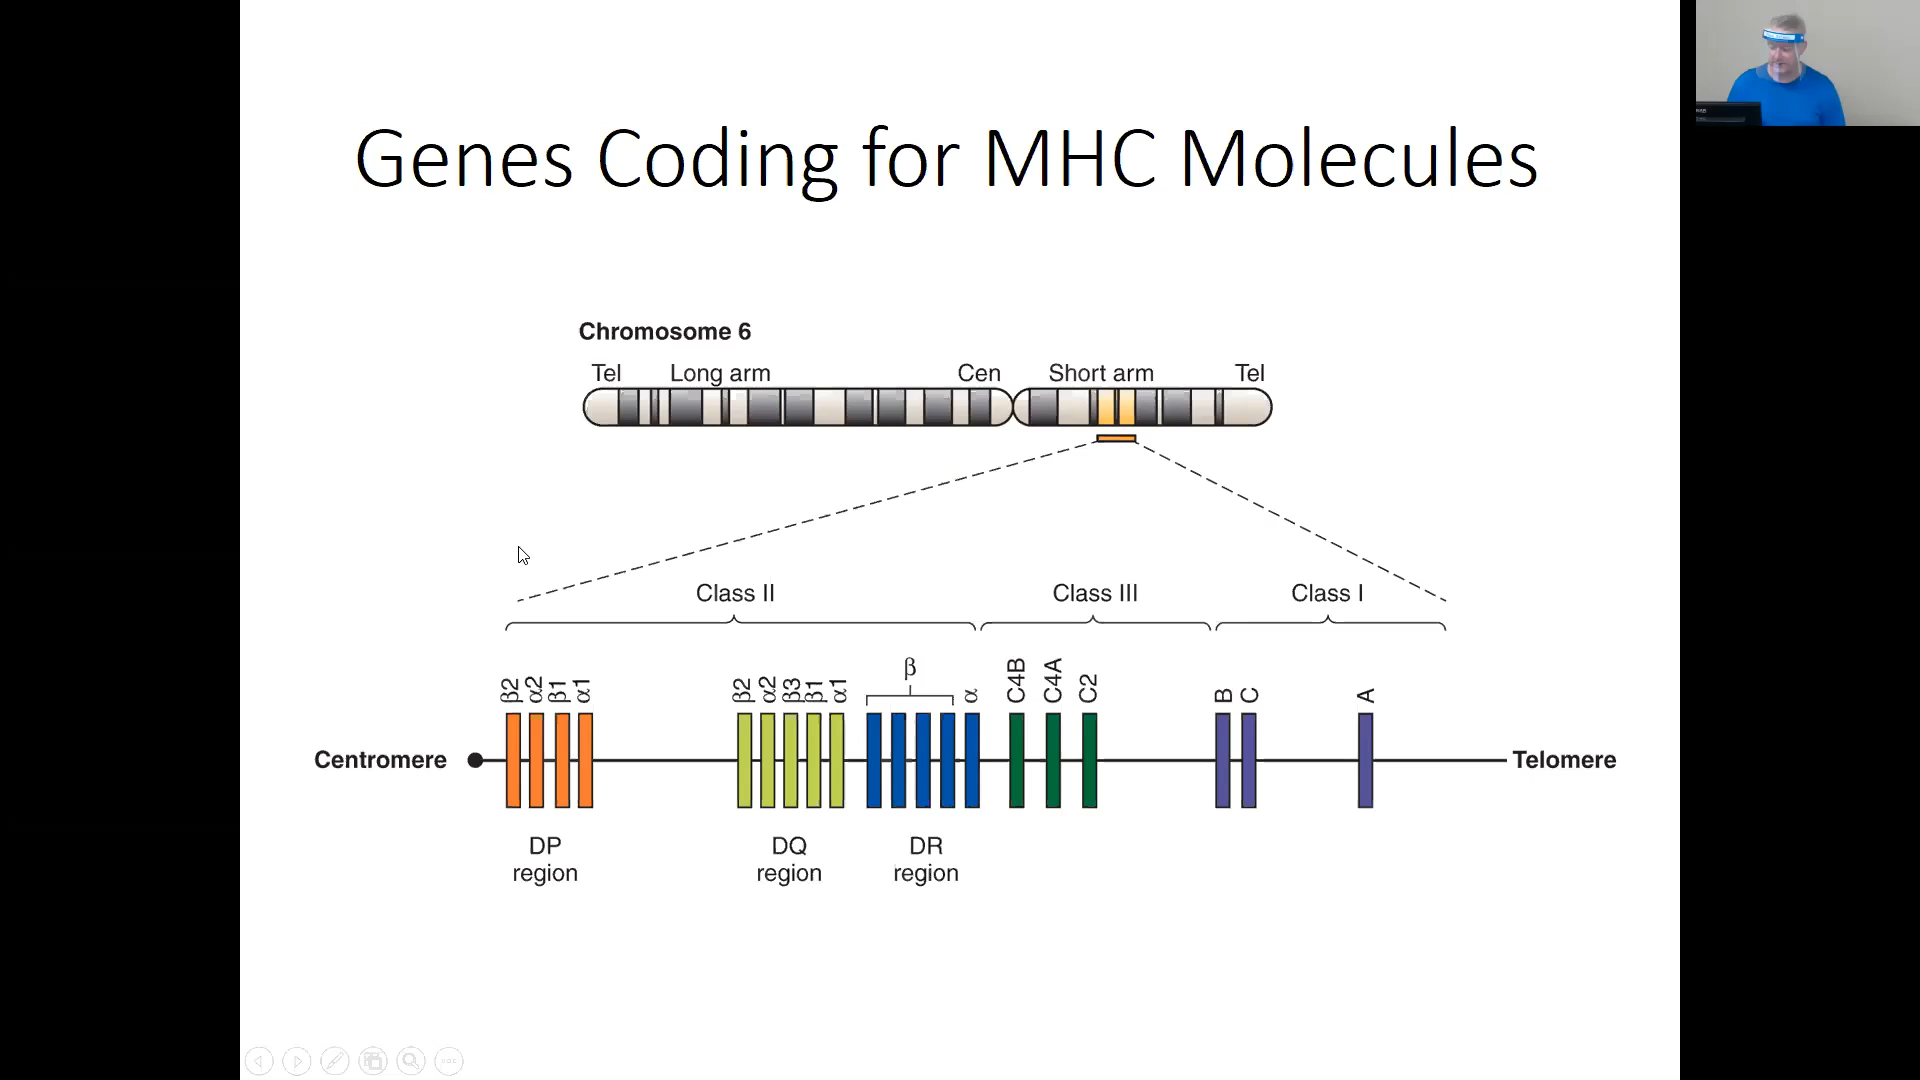 Genes Coding for MHC Molecules
Chromosome 6
Tel Long arm Cen Short arm Tel
Class II Class III Class I
β2 α2 β1 α1 β2 α2 β3 β1 α1 β α C4B C4A C2 B C A
Centromere Telomere
DP region
DQ region
DR region